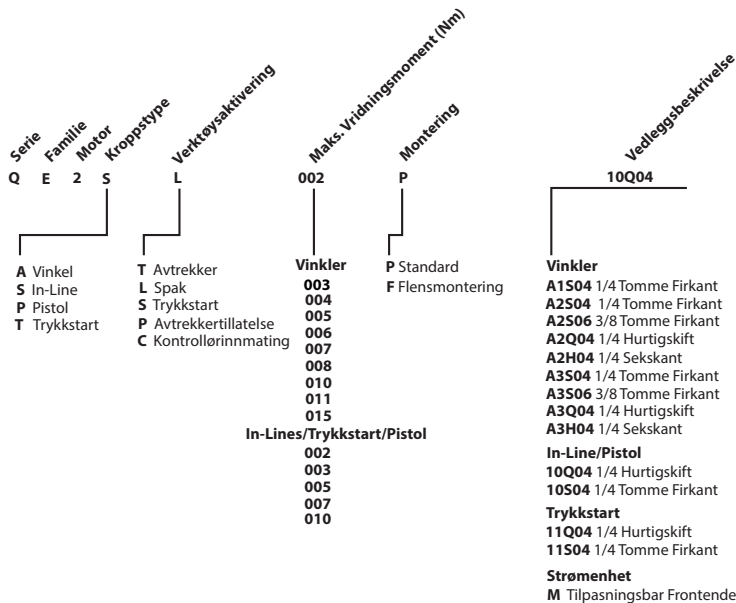 Serie
Familie
Motor
Kroppstype
Verktøysaktivering
Maks. Vridningsmoment (Nm)
Montering
Vedleggsbeskrivelse
Q E 2 S L 002 P 10Q04
A Vinkel
S In-Line
P Pistol
T Trykkstart
T Avtrekker
L Spak
S Trykkstart
P Avtrekkertillatelse
C Kontrollørinnmating
Vinkler
003
004
005
006
007
008
010
011
015
In-Lines/Trykkstart/Pistol
002
003
005
007
010
P Standard
F Flensmontering
Vinkler
A1S04 1/4 Tomme Firkant
A2S04 1/4 Tomme Firkant
A2S06 3/8 Tomme Firkant
A2Q04 1/4 Hurtigskift
A2H04 1/4 Sekskant
A3S04 1/4 Tomme Firkant
A3S06 3/8 Tomme Firkant
A3Q04 1/4 Hurtigskift
A3H04 1/4 Sekskant
In-Line/Pistol
10Q04 1/4 Hurtigskift
10S04 1/4 Tomme Firkant
Trykkstart
11Q04 1/4 Hurtigskift
11S04 1/4 Tomme Firkant
Strømenhet
M Tilpasningsbar Frontende